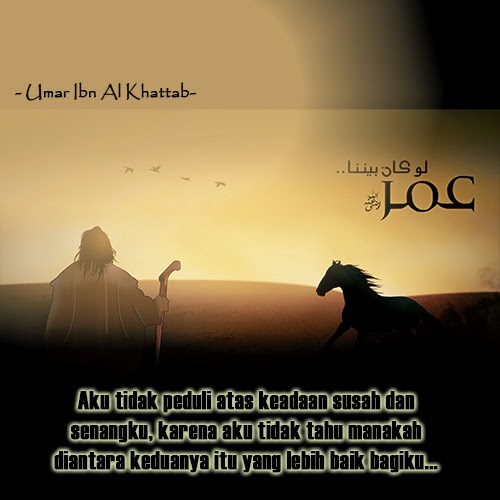 - Umar Ibn Al Khattab-
لو كان بيننا..
عمر
Aku tidak peduli atas keadaan susah dan
senangku, karena aku tidak tahu manakah
diantara keduanya itu yang lebih baik bagiku...